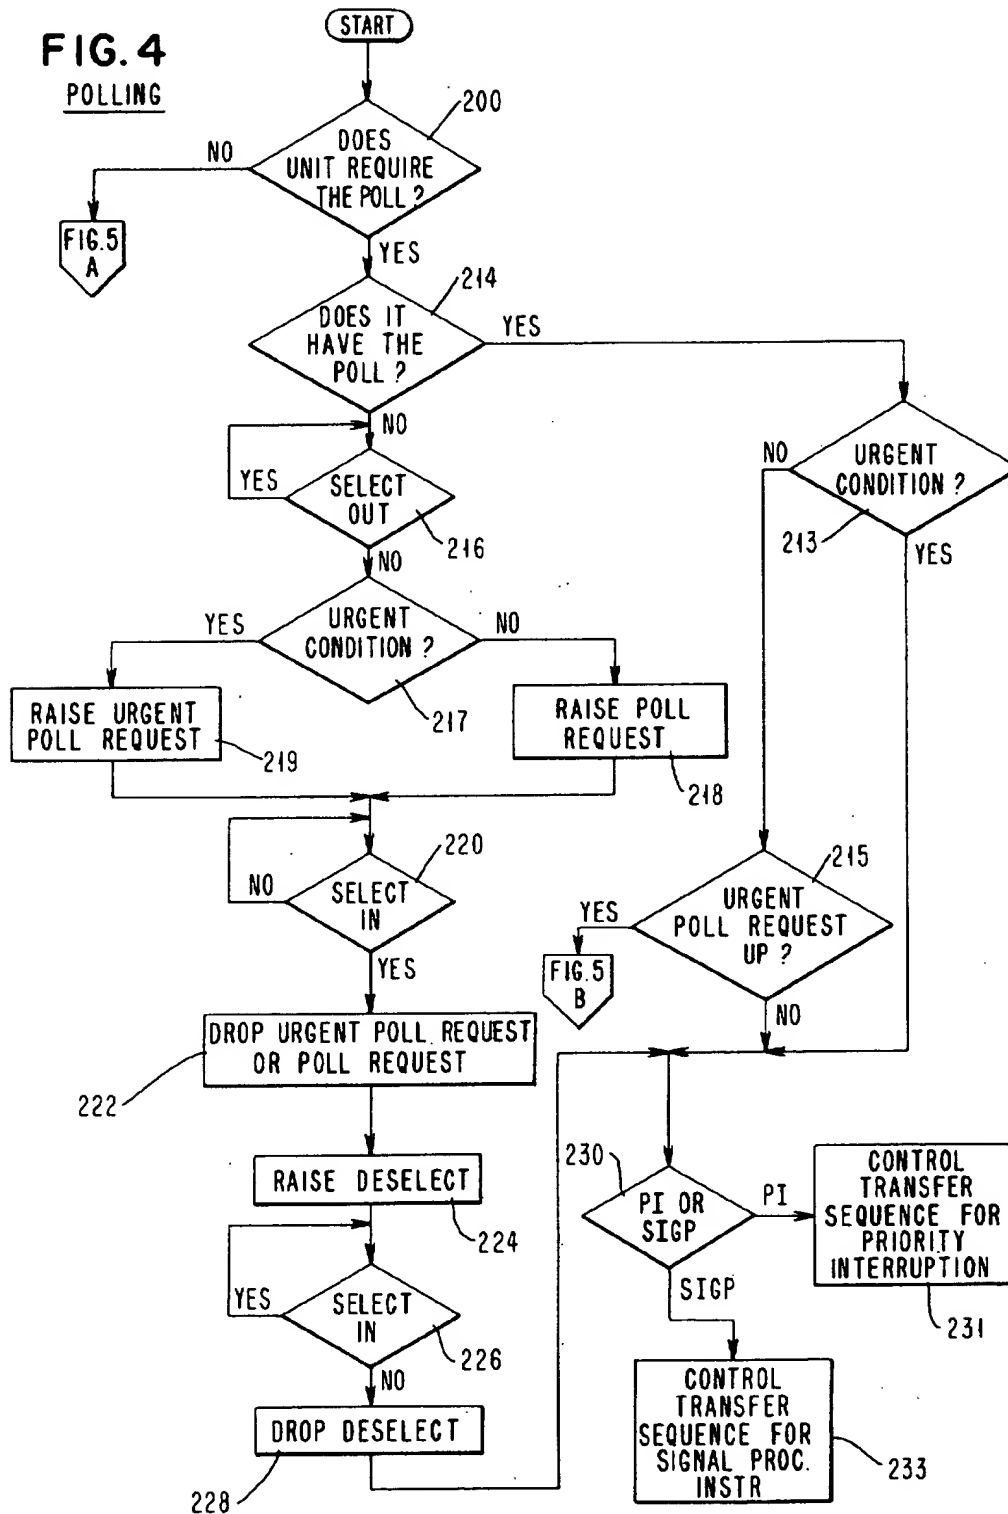 FIG. 4
POLLING
START
200
DOES
UNIT REQUIRE
THE POLL?
NO
YES
FIG. 5
A
214
DOES IT
HAVE THE
POLL?
YES
NO
YES
SELECT
OUT
216
NO
URGENT
CONDITION?
213
NO
YES
YES
URGENT
CONDITION?
NO
217
RAISE URGENT
POLL REQUEST
219
RAISE POLL
REQUEST
218
220
NO
SELECT
IN
YES
215
URGENT
POLL REQUEST
UP?
YES
FIG. 5
B
NO
DROP URGENT POLL REQUEST
OR POLL REQUEST
222
RAISE DESELECT
224
YES
SELECT
IN
226
NO
DROP DESELECT
228
230
PI OR
SIGP
PI
SIGP
CONTROL
TRANSFER
SEQUENCE FOR
PRIORITY
INTERRUPTION
231
CONTROL
TRANSFER
SEQUENCE FOR
SIGNAL PROC.
INSTR
233